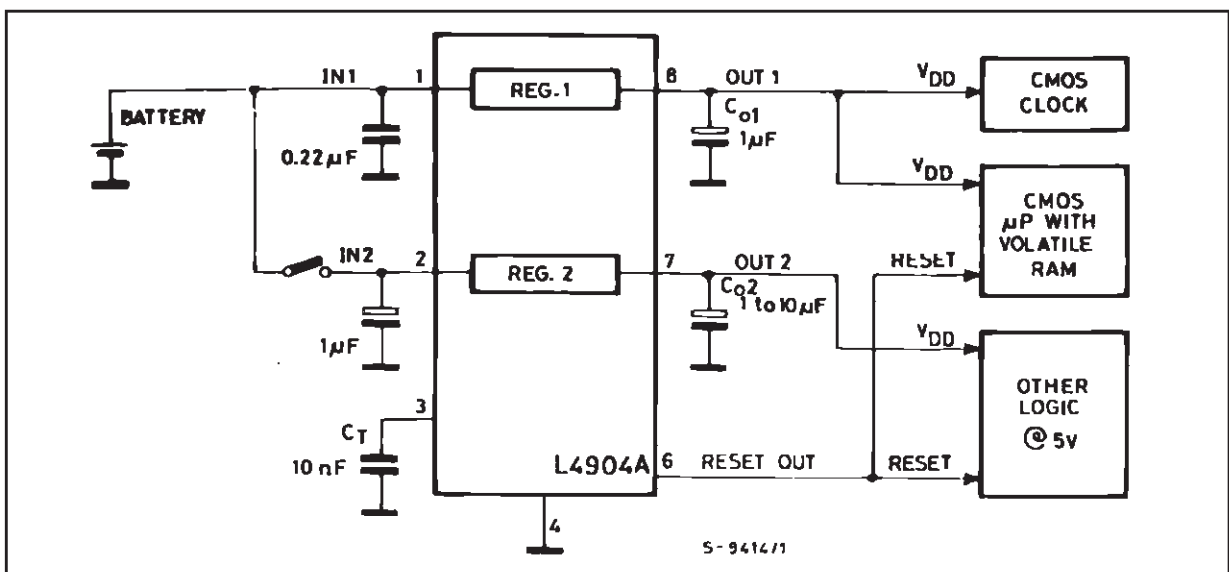 IN1
1
REG. 1
8
OUT 1
VDD
CMOS
CLOCK
BATTERY
0.22µF
Co1
1µF
VDD
CMOS
µP WITH
VOLATILE
RAM
IN2
2
REG. 2
7
OUT 2
RESET
Co2
1 to 10µF
1µF
VDD
OTHER
LOGIC
@ 5V
3
CT
10 nF
L4904A
6
RESET OUT
RESET
4
S-9414/1